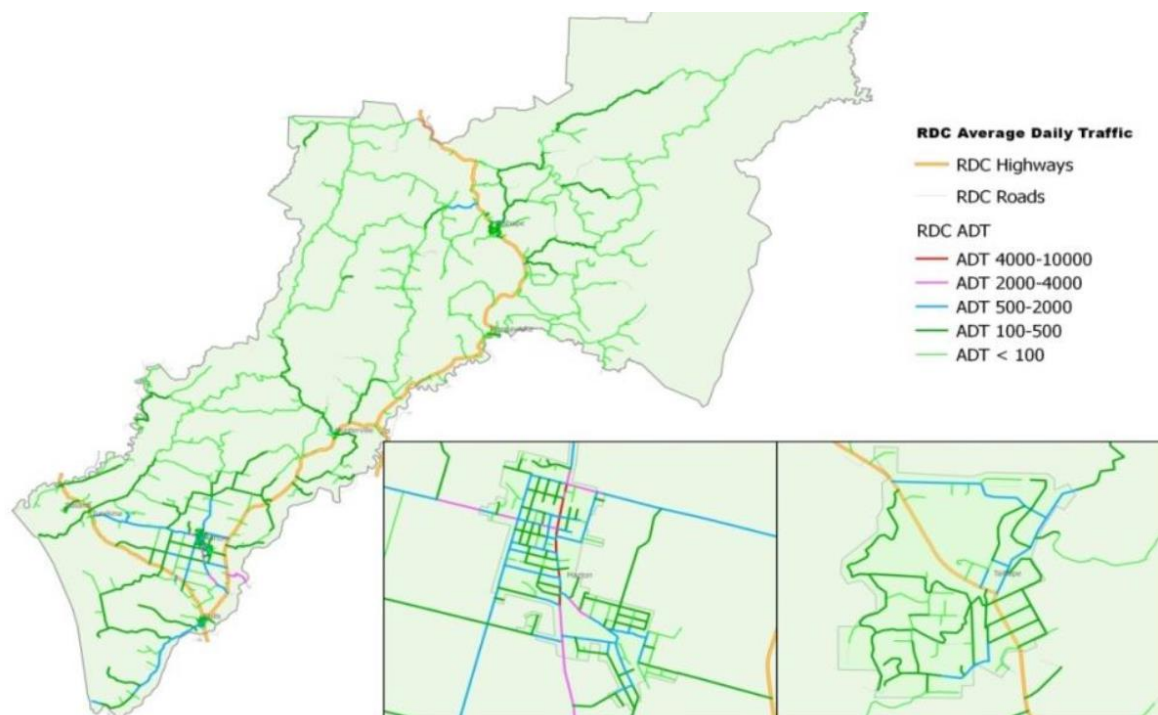 RDC Average Daily Traffic
RDC Highways
RDC Roads
RDC ADT
ADT 4000-10000
ADT 2000-4000
ADT 500-2000
ADT 100-500
ADT < 100